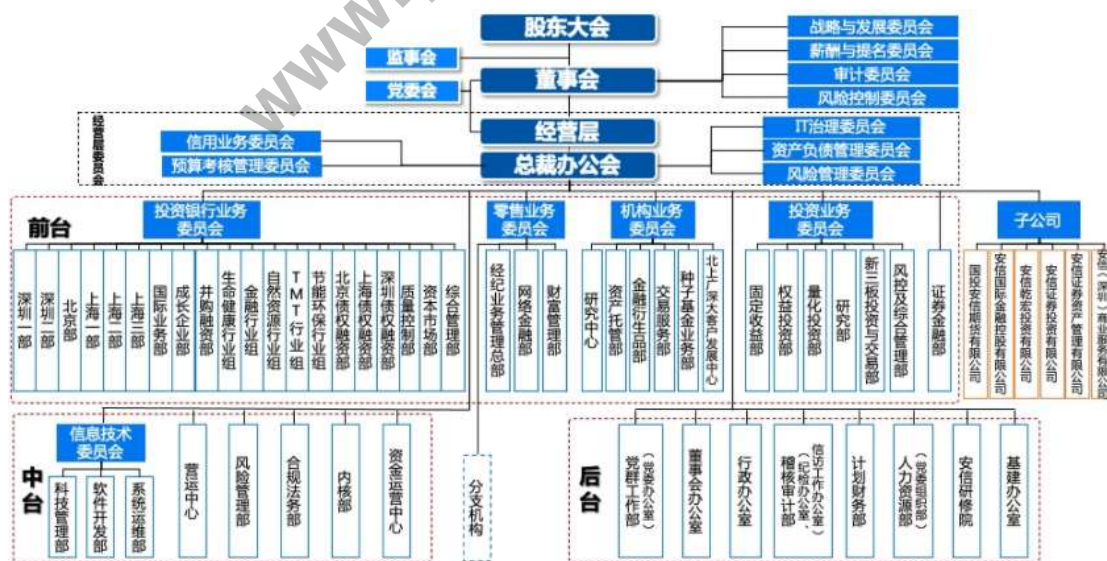 股东大会
监事会
党委会
董事会
战略与发展委员会
薪酬与提名委员会
审计委员会
风险控制委员会
经营层委员会
信用业务委员会
预算考核管理委员会
经营层
总裁办公会
IT治理委员会
资产负债管理委员会
风险管理委员会
前台
投资银行业务
委员会
深圳一部
深圳二部
北京部
上海一部
上海二部
上海三部
国际业务部
成长企业部
并购融资部
生命健康行业组
金融行业组
自然资源行业组
TMT行业组
节能环保行业组
北京债权融资部
上海债权融资部
深圳债权融资部
质量控制部
资本市场部
综合管理部
零售业务
委员会
经纪业务管理总部
网络金融部
财富管理部
机构业务
委员会
研究中心
资产托管部
金融衍生品部
交易服务部
种子基金业务部
北上广深大客户发展中心
投资业务
委员会
固定收益部
权益投资部
量化投资部
研究部
新三板投资与交易部
风控及综合管理部
证券金融部
子公司
国投安信期货有限公司
安信国际金融控股有限公司
安信乾宏投资有限公司
安信证券投资有限公司
安信证券资产管理有限公司
安信（深圳）商业服务有限公司
中台
信息技术
委员会
科技管理部
软件开发部
系统运维部
营运中心
风险管理部
合规法务部
内核部
资金运营中心
分支机构
后台
党群工作部
（党委办公室）
董事会办公室
行政办公室
稽核审计部
（纪检办公室、
信访工作办公室）
计划财务部
人力资源部
（党委组织部）
安信研修院
基建办公室